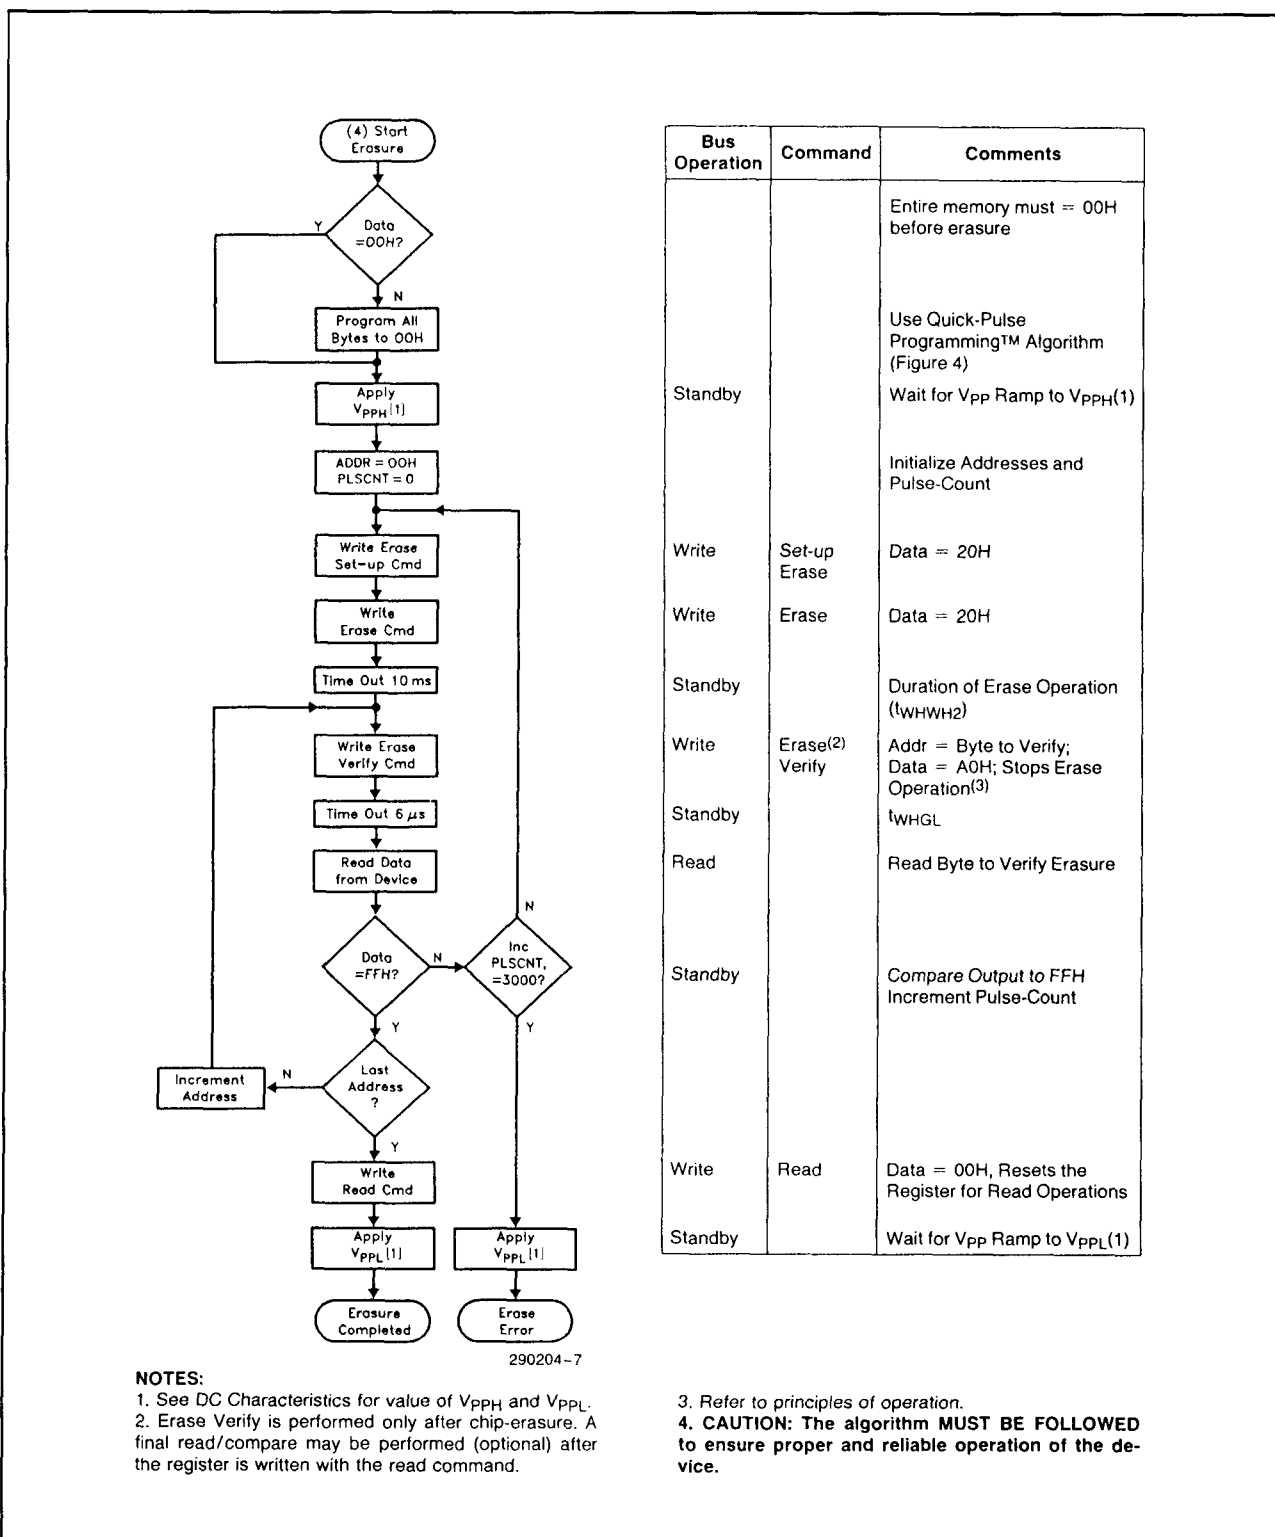 (4) Start
Erasure
Y
Data
=00H?
N
Program All
Bytes to 00H
Apply
VPPH[1]
ADDR = 00H
PLSCNT = 0
Write Erase
Set-up Cmd
Write
Erase Cmd
Time Out 10 ms
Write Erase
Verify Cmd
Time Out 6 µs
Read Data
from Device
Data
=FFH?
N
Y
N
Inc
PLSCNT,
=3000?
Y
Last
Address
?
N
Increment
Address
Y
Write
Read Cmd
Apply
VPPL[1]
Apply
VPPL[1]
Erasure
Completed
Erase
Error
290204-7
Bus
Operation
Command
Comments
Entire memory must = 00H
before erasure
Use Quick-Pulse
Programming™ Algorithm
(Figure 4)
Standby
Wait for VPP Ramp to VPPH(1)
Initialize Addresses and
Pulse-Count
Write
Set-up
Erase
Data = 20H
Write
Erase
Data = 20H
Standby
Duration of Erase Operation
(tWHWH2)
Write
Erase(2)
Verify
Addr = Byte to Verify;
Data = A0H; Stops Erase
Operation(3)
Standby
tWHGL
Read
Read Byte to Verify Erasure
Standby
Compare Output to FFH
Increment Pulse-Count
Write
Read
Data = 00H, Resets the
Register for Read Operations
Standby
Wait for VPP Ramp to VPPL(1)
NOTES:
1. See DC Characteristics for value of VPPH and VPPL.
2. Erase Verify is performed only after chip-erasure. A
final read/compare may be performed (optional) after
the register is written with the read command.
3. Refer to principles of operation.
4. CAUTION: The algorithm MUST BE FOLLOWED
to ensure proper and reliable operation of the de-
vice.